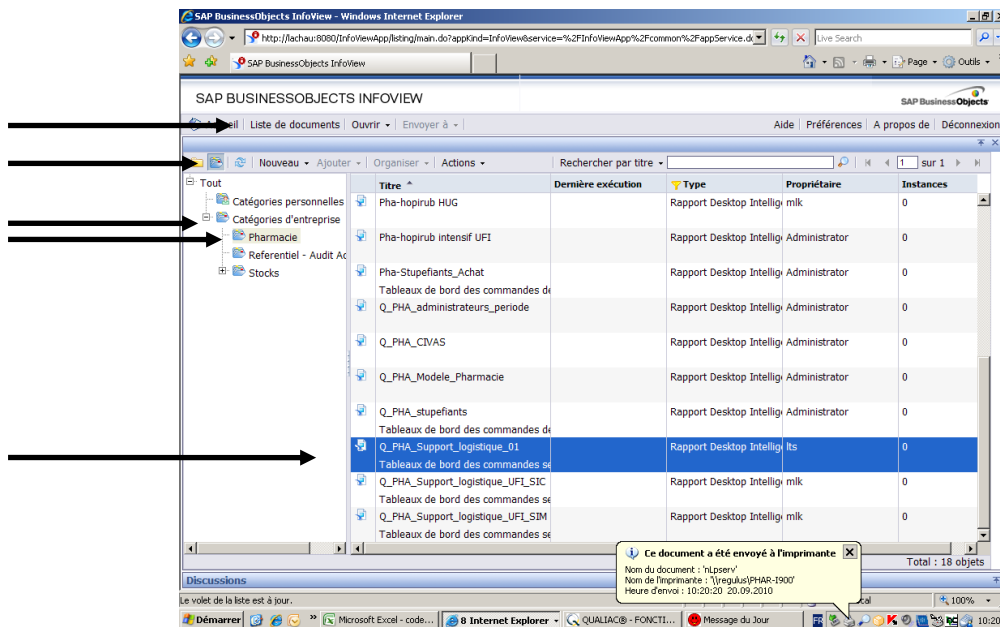 SAP BusinessObjects InfoView - Windows Internet Explorer
http://lachau:8080/InfoViewApp/listing/main.do?appKind=InfoView&service=%2FInfoViewApp%2Fcommon%2FappService.do
Live Search
SAP BusinessObjects InfoView
Page Outils
SAP BUSINESSOBJECTS INFOVIEW
SAP BusinessObjects
Liste de documents Ouvrir Envoyer à Aide Préférences A propos de Déconnexion
Nouveau Ajouter Organiser Actions Rechercher par titre 1 sur 1
Tout
Catégories personnelles
Catégories d'entreprise
Pharmacie
Referentiel - Audit Ac
Stocks
Titre Dernière exécution Type Propriétaire Instances
Pha-hopirub HUG Rapport Desktop Intellig mlk 0
Pha-hopirub intensif UFI Rapport Desktop Intellig Administrator 0
Pha-Stupefiants_Achat Rapport Desktop Intellig Administrator 0
Tableaux de bord des commandes de
Q_PHA_administrateurs_periode Rapport Desktop Intellig Administrator 0
Q_PHA_CIVAS Rapport Desktop Intellig Administrator 0
Q_PHA_Modele_Pharmacie Rapport Desktop Intellig Administrator 0
Q_PHA_stupefiants Rapport Desktop Intellig Administrator 0
Tableaux de bord des commandes de
Q_PHA_Support_logistique_01 Rapport Desktop Intellig lts 0
Tableaux de bord des commandes se
Q_PHA_Support_logistique_UFI_SIC Rapport Desktop Intellig mlk 0
Tableaux de bord des commandes se
Q_PHA_Support_logistique_UFI_SIM Rapport Desktop Intellig mlk 0
Tableaux de bord des commandes se
Total : 18 objets
Discussions
Ce document a été envoyé à l'imprimante
Nom du document : 'nLpserv'
Nom de l'imprimante : '\\regulus\PHAR-I900'
Heure d'envoi : 10:20:20 20.09.2010
Le volet de la liste est à jour. cal 100%
Démarrer » Microsoft Excel - code... 8 Internet Explorer QUALIAC® - FONCTI... Message du Jour FR 10:20